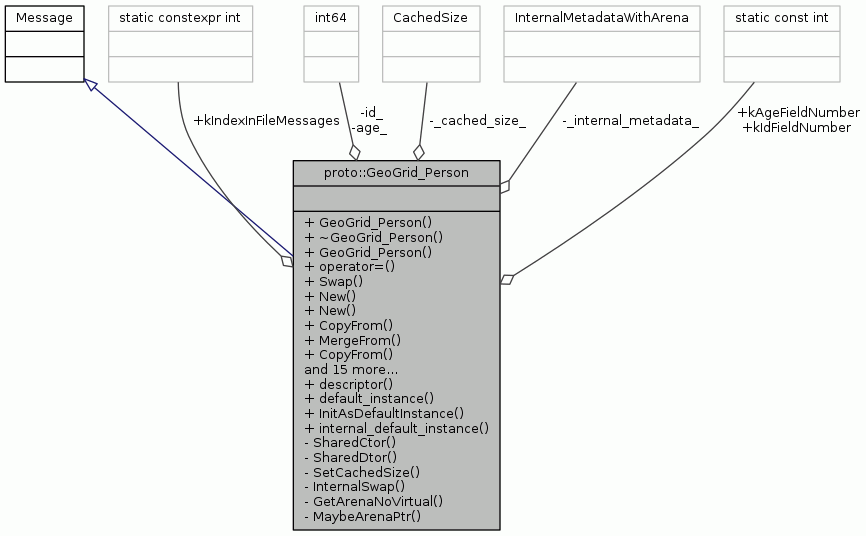 Message
static constexpr int
int64
CachedSize
InternalMetadataWithArena
static const int
+kIndexInFileMessages
-id_
-age_
-_cached_size_
-_internal_metadata_
+kAgeFieldNumber
+kIdFieldNumber
proto::GeoGrid_Person
+ GeoGrid_Person()
+ ~GeoGrid_Person()
+ GeoGrid_Person()
+ operator=()
+ Swap()
+ New()
+ New()
+ CopyFrom()
+ MergeFrom()
+ CopyFrom()
and 15 more...
+ descriptor()
+ default_instance()
+ InitAsDefaultInstance()
+ internal_default_instance()
- SharedCtor()
- SharedDtor()
- SetCachedSize()
- InternalSwap()
- GetArenaNoVirtual()
- MaybeArenaPtr()